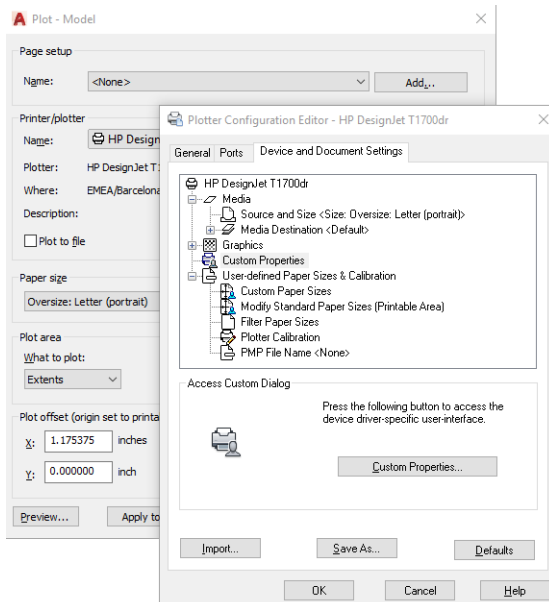 Plot - Model
Page setup
Name:
<None>
Add...
Printer/plotter
Name:
HP Design
Plotter:
HP DesignJet T1
Where:
EMEA/Barcelona
Description:
Plot to file
Paper size
Oversize: Letter (portrait)
Plot area
What to plot:
Extents
Plot offset (origin set to printa
X:
1.175375
inches
Y:
0.000000
inch
Preview...
Apply to
Plotter Configuration Editor - HP DesignJet T1700dr
General
Ports
Device and Document Settings
HP DesignJet T1700dr
Media
Source and Size <Size: Oversize: Letter (portrait)>
Media Destination <Default>
Graphics
Custom Properties
User-defined Paper Sizes & Calibration
Custom Paper Sizes
Modify Standard Paper Sizes (Printable Area)
Filter Paper Sizes
Plotter Calibration
PMP File Name <None>
Access Custom Dialog
Press the following button to access the
device driver-specific user-interface.
Custom Properties...
Import...
Save As...
Defaults
OK
Cancel
Help